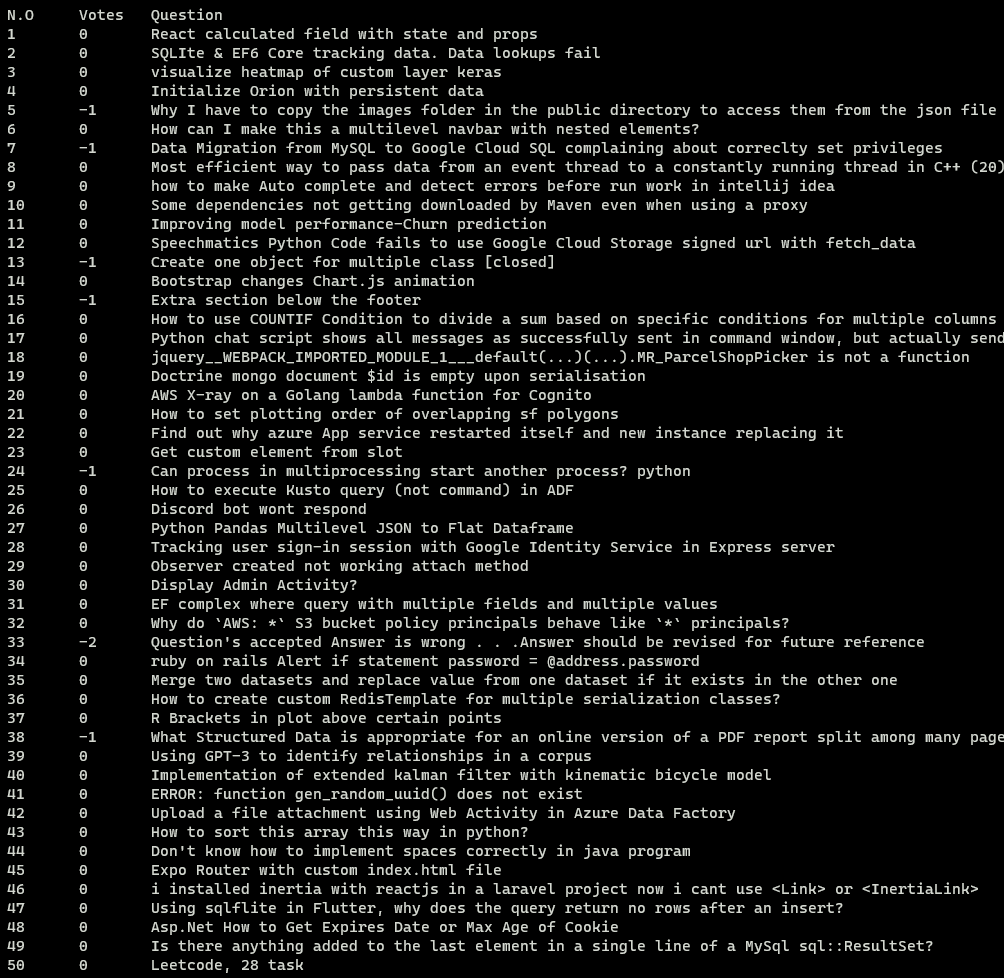 N.O Votes Question
1 0 React calculated field with state and props
2 0 SQLIte & EF6 Core tracking data. Data lookups fail
3 0 visualize heatmap of custom layer keras
4 0 Initialize Orion with persistent data
5 -1 Why I have to copy the images folder in the public directory to access them from the json file
6 0 How can I make this a multilevel navbar with nested elements?
7 -1 Data Migration from MySQL to Google Cloud SQL complaining about correclty set privileges
8 0 Most efficient way to pass data from an event thread to a constantly running thread in C++ (20)
9 0 how to make Auto complete and detect errors before run work in intellij idea
10 0 Some dependencies not getting downloaded by Maven even when using a proxy
11 0 Improving model performance-Churn prediction
12 0 Speechmatics Python Code fails to use Google Cloud Storage signed url with fetch_data
13 -1 Create one object for multiple class [closed]
14 0 Bootstrap changes Chart.js animation
15 -1 Extra section below the footer
16 0 How to use COUNTIF Condition to divide a sum based on specific conditions for multiple columns
17 0 Python chat script shows all messages as successfully sent in command window, but actually send
18 0 jquery__WEBPACK_IMPORTED_MODULE_1___default(...)(...).MR_ParcelShopPicker is not a function
19 0 Doctrine mongo document $id is empty upon serialisation
20 0 AWS X-ray on a Golang lambda function for Cognito
21 0 How to set plotting order of overlapping sf polygons
22 0 Find out why azure App service restarted itself and new instance replacing it
23 0 Get custom element from slot
24 -1 Can process in multiprocessing start another process? python
25 0 How to execute Kusto query (not command) in ADF
26 0 Discord bot wont respond
27 0 Python Pandas Multilevel JSON to Flat Dataframe
28 0 Tracking user sign-in session with Google Identity Service in Express server
29 0 Observer created not working attach method
30 0 Display Admin Activity?
31 0 EF complex where query with multiple fields and multiple values
32 0 Why do `AWS: *` S3 bucket policy principals behave like `*` principals?
33 -2 Question's accepted Answer is wrong . . .Answer should be revised for future reference
34 0 ruby on rails Alert if statement password = @address.password
35 0 Merge two datasets and replace value from one dataset if it exists in the other one
36 0 How to create custom RedisTemplate for multiple serialization classes?
37 0 R Brackets in plot above certain points
38 -1 What Structured Data is appropriate for an online version of a PDF report split among many page
39 0 Using GPT-3 to identify relationships in a corpus
40 0 Implementation of extended kalman filter with kinematic bicycle model
41 0 ERROR: function gen_random_uuid() does not exist
42 0 Upload a file attachment using Web Activity in Azure Data Factory
43 0 How to sort this array this way in python?
44 0 Don't know how to implement spaces correctly in java program
45 0 Expo Router with custom index.html file
46 0 i installed inertia with reactjs in a laravel project now i cant use <Link> or <InertiaLink>
47 0 Using sqlflite in Flutter, why does the query return no rows after an insert?
48 0 Asp.Net How to Get Expires Date or Max Age of Cookie
49 0 Is there anything added to the last element in a single line of a MySql sql::ResultSet?
50 0 Leetcode, 28 task